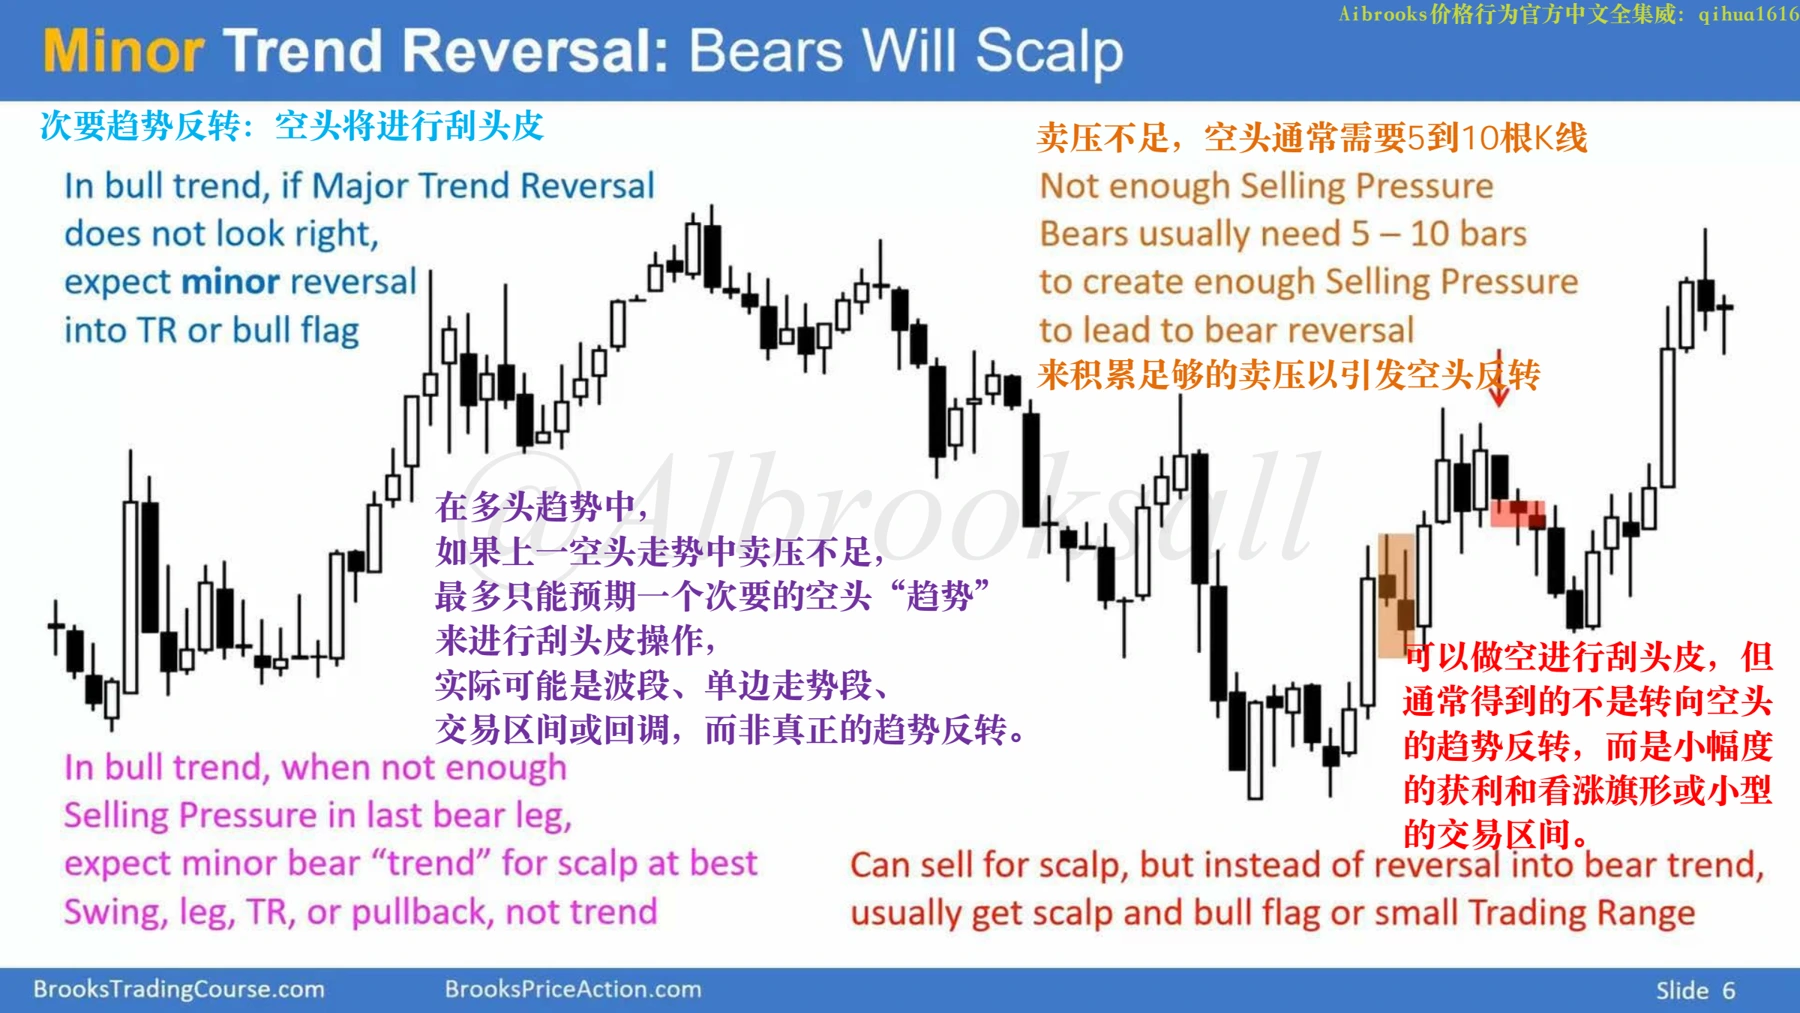 Aibrooks价格行为官方中文全集威：qihua1616
Minor Trend Reversal: Bears Will Scalp
次要趋势反转：空头将进行刮头皮
In bull trend, if Major Trend Reversal
does not look right,
expect minor reversal
into TR or bull flag
卖压不足，空头通常需要5到10根K线
Not enough Selling Pressure
Bears usually need 5 – 10 bars
to create enough Selling Pressure
to lead to bear reversal
来积累足够的卖压以引发空头反转
@Albrooksall
在多头趋势中，
如果上一空头走势中卖压不足，
最多只能预期一个次要的空头“趋势”
来进行刮头皮操作，
实际可能是波段、单边走势段、
交易区间或回调，而非真正的趋势反转。
可以做空进行刮头皮，但
通常得到的不是转向空头
的趋势反转，而是小幅度
的获利和看涨旗形或小型
的交易区间。
In bull trend, when not enough
Selling Pressure in last bear leg,
expect minor bear “trend” for scalp at best
Swing, leg, TR, or pullback, not trend
Can sell for scalp, but instead of reversal into bear trend,
usually get scalp and bull flag or small Trading Range
BrooksTradingCourse.com
BrooksPriceAction.com
Slide 6